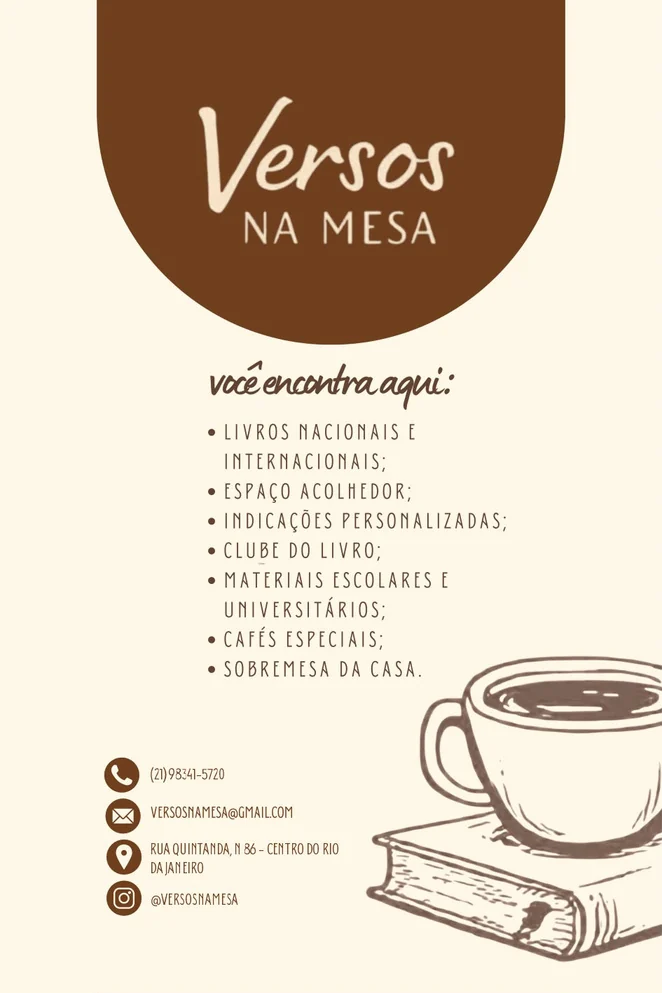 Versos
NA MESA
você encontra aqui:
• LIVROS NACIONAIS E
INTERNACIONAIS;
• ESPAÇO ACOLHEDOR;
• INDICAÇÕES PERSONALIZADAS;
• CLUBE DO LIVRO;
• MATERIAIS ESCOLARES E
UNIVERSITÁRIOS;
• CAFÉS ESPECIAIS;
• SOBREMESA DA CASA.
(21)98341-5720
VERSOSNAMESA@GMAIL.COM
RUA QUINTANDA, N 86 - CENTRO DO RIO
DA JANEIRO
@VERSOSNAMESA